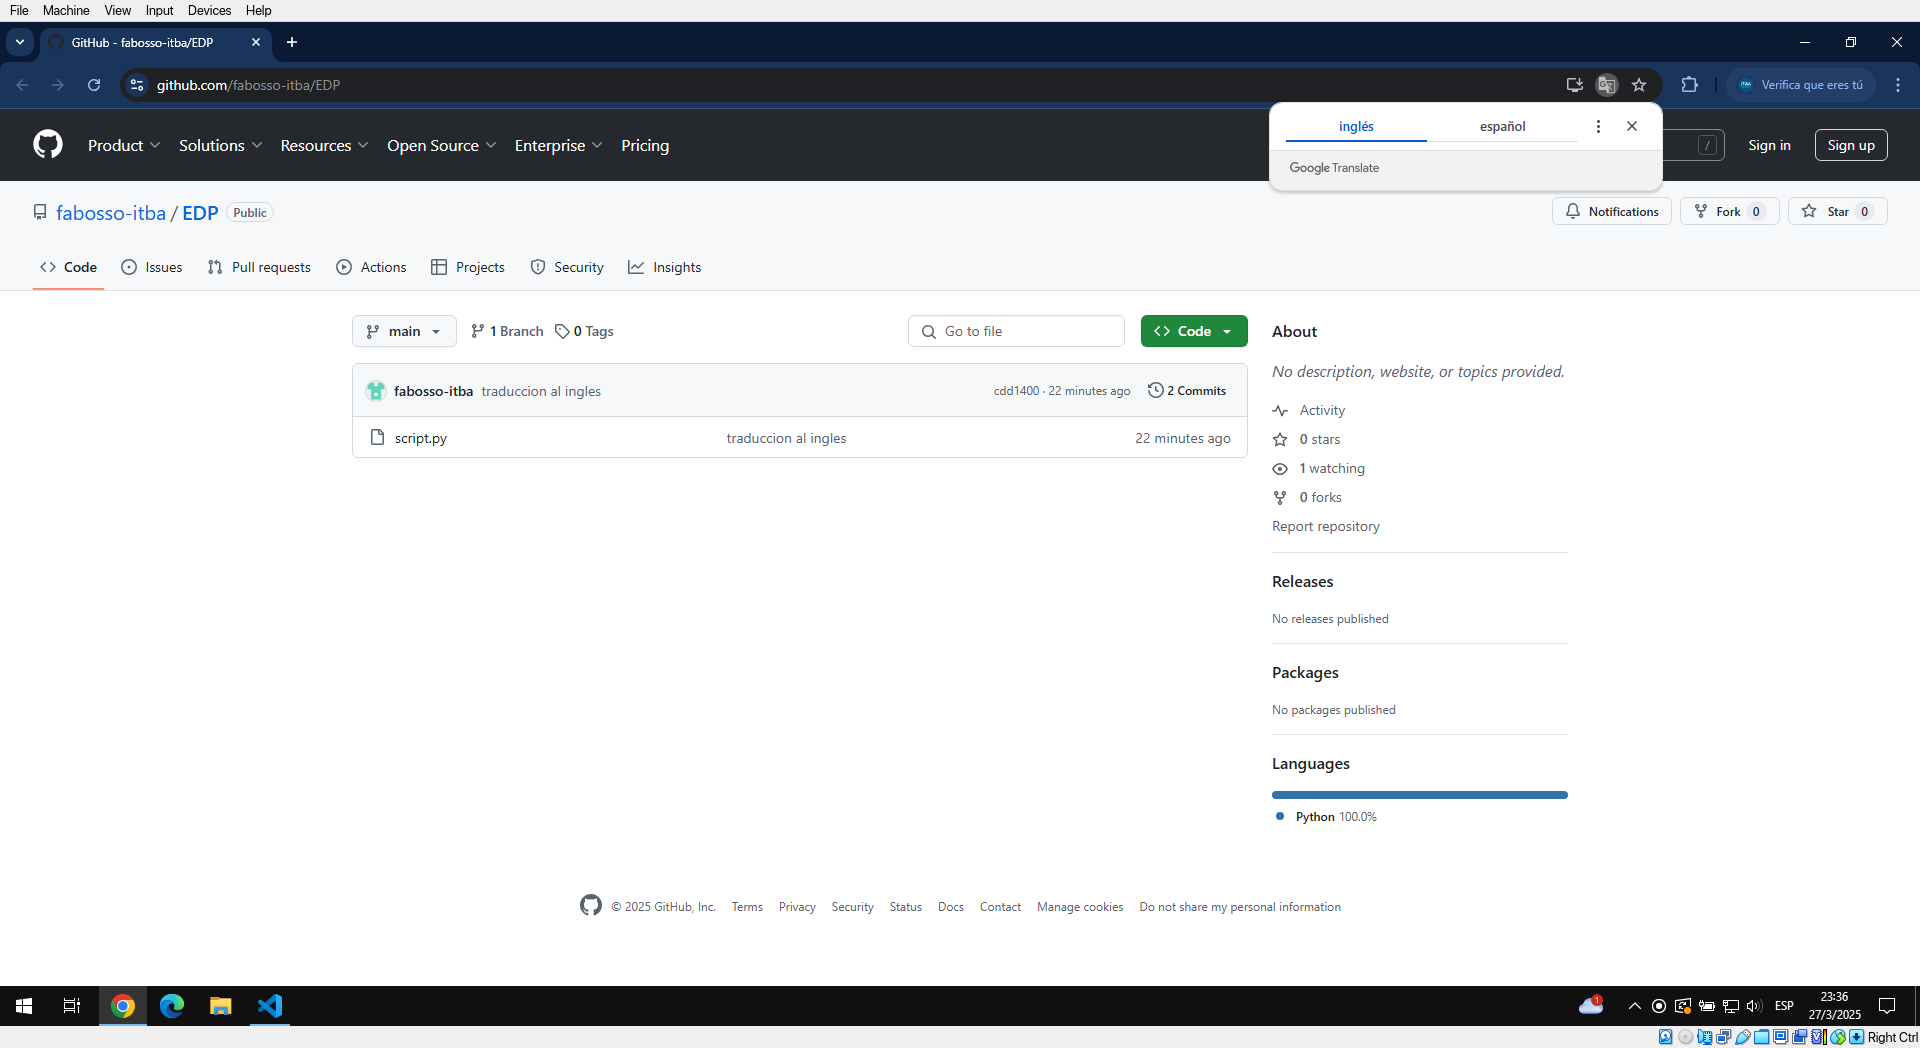 File Machine View Input Devices Help
GitHub - fabosso-itba/EDP
github.com/fabosso-itba/EDP
Verifica que eres tú
inglés español
Google Translate
Product Solutions Resources Open Source Enterprise Pricing
/ Sign in Sign up
fabosso-itba / EDP Public
Notifications Fork 0 Star 0
Code Issues Pull requests Actions Projects Security Insights
main 1 Branch 0 Tags Go to file Code
fabosso-itba traduccion al ingles cdd1400 · 22 minutes ago 2 Commits
script.py traduccion al ingles 22 minutes ago
About
No description, website, or topics provided.
Activity
0 stars
1 watching
0 forks
Report repository
Releases
No releases published
Packages
No packages published
Languages
Python 100.0%
© 2025 GitHub, Inc. Terms Privacy Security Status Docs Contact Manage cookies Do not share my personal information
1
ESP
23:36
27/3/2025
Right Ctrl